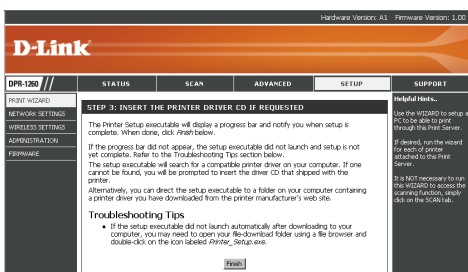 Hardware Version: A1 Firmware Version: 1.00
D-Link
DPR-1260
STATUS
SCAN
ADVANCED
SETUP
SUPPORT
PRINT WIZARD
NETWORK SETTINGS
WIRELESS SETTINGS
ADMINISTRATION
FIRMWARE
STEP 3: INSERT THE PRINTER DRIVER CD IF REQUESTED
The Printer Setup executable will display a progress bar and notify you when setup is
complete. When done, click Finish below.
If the progress bar did not appear, the setup executable did not launch and setup is not
yet complete. Refer to the Troubleshooting Tips section below.
The setup executable will search for a compatible printer driver on your computer. If one
cannot be found, you will be prompted to insert the driver CD that shipped with the
printer.
Alternatively, you can direct the setup executable to a folder on your computer containing
a printer driver you have downloaded from the printer manufacturer's web site.
Troubleshooting Tips
• If the setup executable did not launch automatically after downloading to your
computer, you may need to open your file-download folder using a file browser and
double-click on the icon labeled Printer_Setup.exe.
Finish
Helpful Hints..
Use the WIZARD to setup a
PC to be able to print
through this Print Server.
If desired, run the wizard
for each of printer
attached to this Print
Server.
It is NOT necessary to run
this WIZARD to access the
scanning function, simply
click on the SCAN tab.